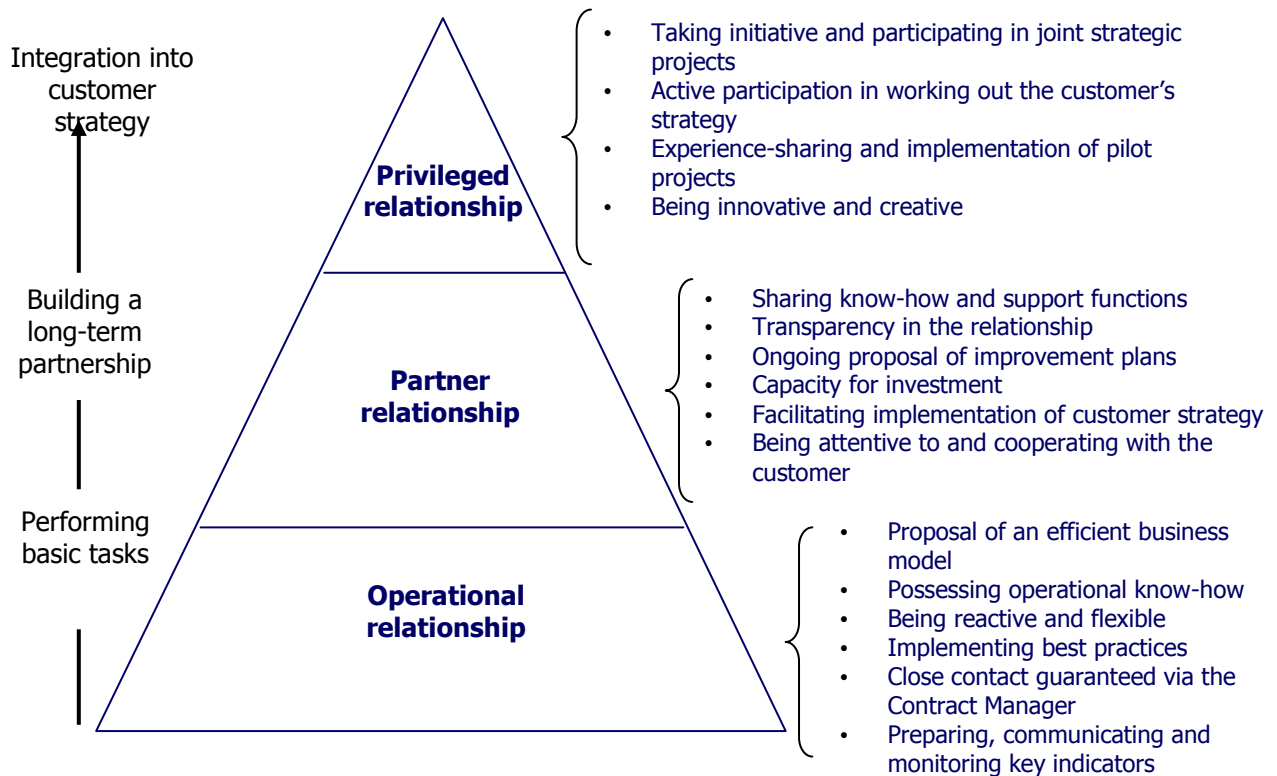 Integration into
customer
strategy
Building a
long-term
partnership
Performing
basic tasks
Privileged
relationship
Partner
relationship
Operational
relationship
• Taking initiative and participating in joint strategic
projects
• Active participation in working out the customer’s
strategy
• Experience-sharing and implementation of pilot
projects
• Being innovative and creative
• Sharing know-how and support functions
• Transparency in the relationship
• Ongoing proposal of improvement plans
• Capacity for investment
• Facilitating implementation of customer strategy
• Being attentive to and cooperating with the
customer
• Proposal of an efficient business
model
• Possessing operational know-how
• Being reactive and flexible
• Implementing best practices
• Close contact guaranteed via the
Contract Manager
• Preparing, communicating and
monitoring key indicators